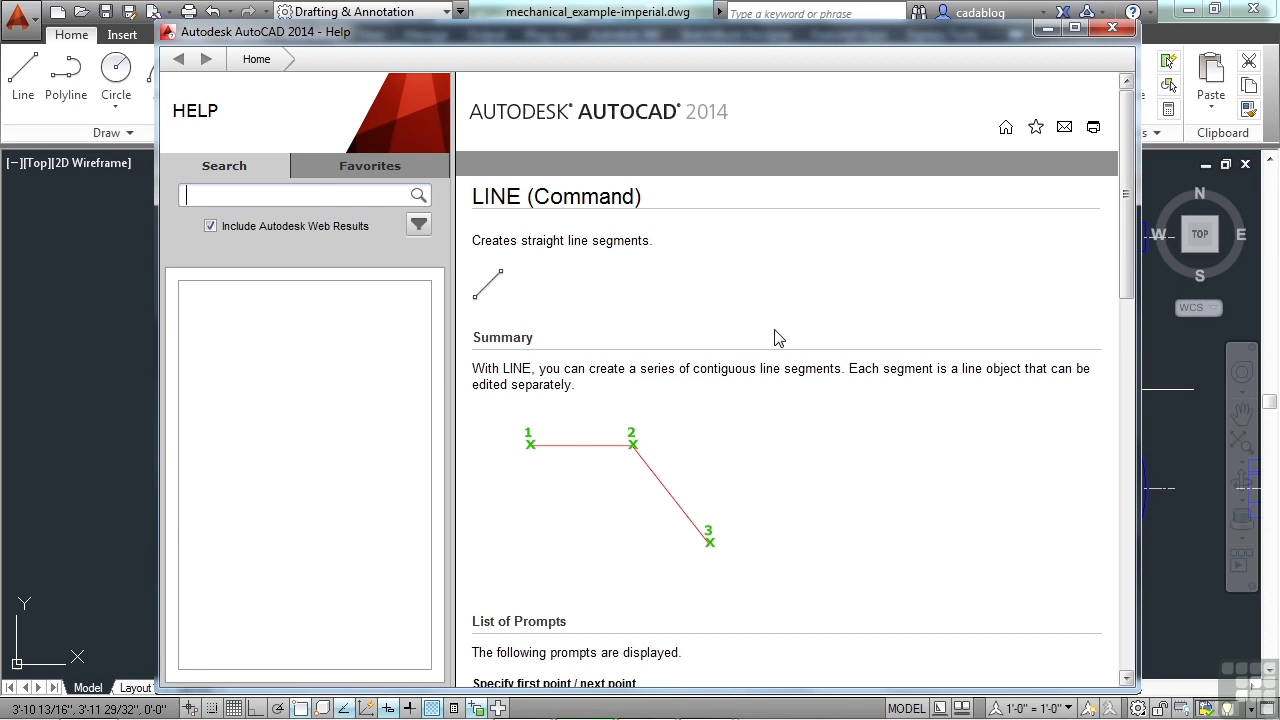 Drafting & Annotation
mechanical_example-imperial.dwg
Type a keyword or phrase
cadablog
Home
Insert
Autodesk AutoCAD 2014 - Help
Line
Polyline
Circle
Draw
Paste
Clipboard
[−][Top][2D Wireframe]
Home
HELP
AUTODESK® AUTOCAD® 2014
Search
Favorites
Include Autodesk Web Results
LINE (Command)
Creates straight line segments.
Summary
With LINE, you can create a series of contiguous line segments. Each segment is a line object that can be
edited separately.
1
2
3
List of Prompts
The following prompts are displayed.
Specify first point / next point
N
W
TOP
E
S
WCS
Y
X
Model
Layout
3'-10 13/16", 3'-11 29/32", 0'-0"
MODEL
1'-0" = 1'-0"